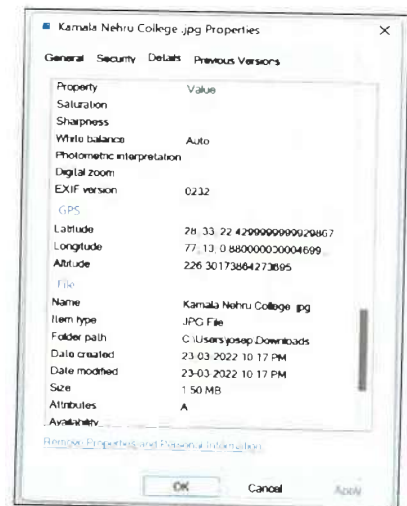 Kamala Nehru College .jpg Properties
General Security Details Previous Versions
Property Value
Saturation
Sharpness
White balance Auto
Photometric interpretation
Digital zoom
EXIF version 0232
GPS
Latitude 28; 33; 22.4299999999929867
Longitude 77; 13; 0.880000000004699
Altitude 226.30173864273695
File
Name Kamala Nehru College .jpg
Item type JPG File
Folder path C:\Users\josep\Downloads
Date created 23-03-2022 10:17 PM
Date modified 23-03-2022 10:17 PM
Size 1.50 MB
Attributes A
Availability
Remove Properties and Personal Information
OK Cancel Apply